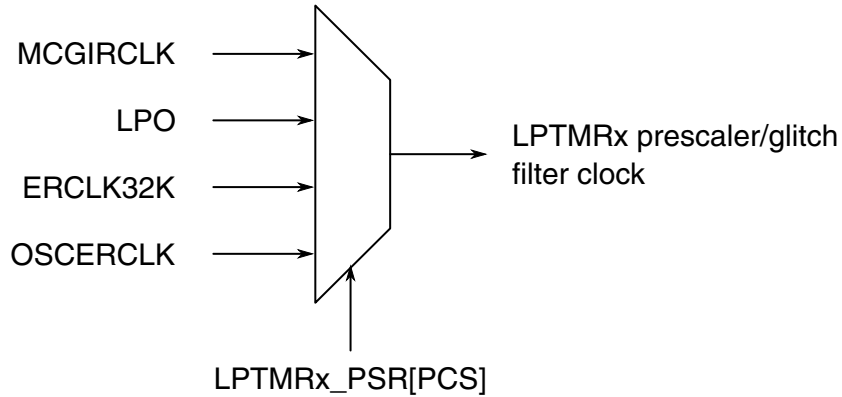 MCGIRCLK
LPO
ERCLK32K
OSCERCLK
LPTMRx prescaler/glitch
filter clock
LPTMRx_PSR[PCS]